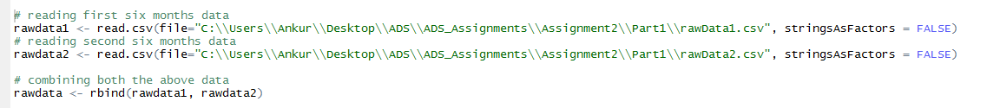 # reading first six months data
rawdata1 <- read.csv(file="C:\\Users\\Ankur\\Desktop\\ADS\\ADS_Assignments\\Assignment2\\Part1\\rawData1.csv", stringsAsFactors = FALSE)
# reading second six months data
rawdata2 <- read.csv(file="C:\\Users\\Ankur\\Desktop\\ADS\\ADS_Assignments\\Assignment2\\Part1\\rawData2.csv", stringsAsFactors = FALSE)
# combining both the above data
rawdata <- rbind(rawdata1, rawdata2)